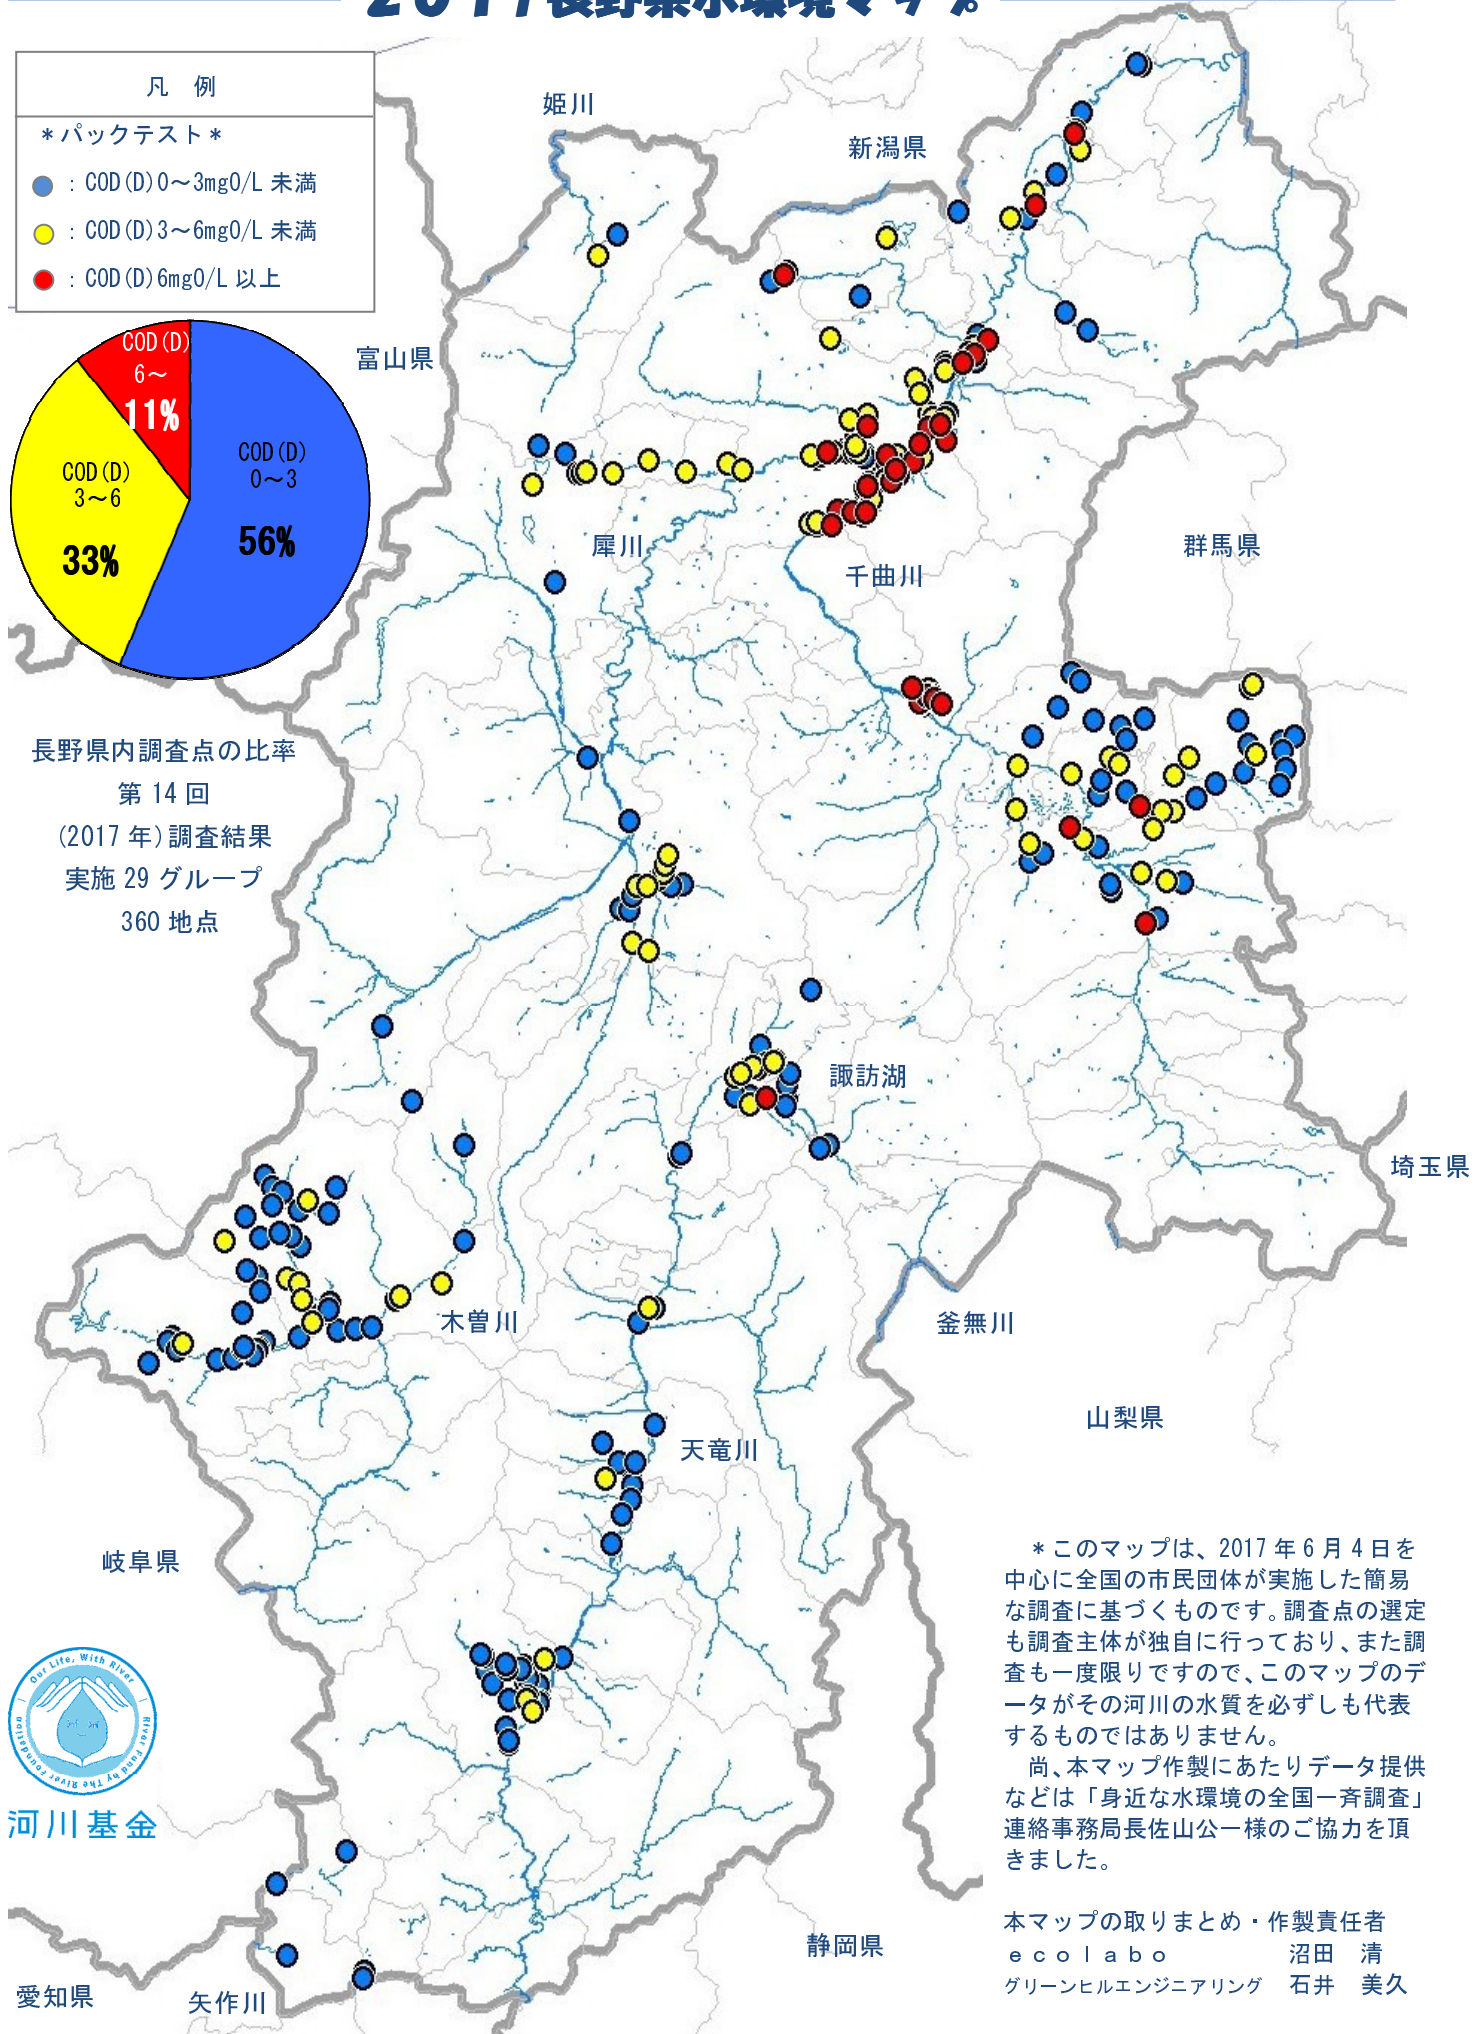 2017長野県水環境マップ
凡 例
＊パックテスト＊
: COD(D)0～3mgO/L 未満
: COD(D)3～6mgO/L 未満
: COD(D)6mgO/L 以上
COD(D)
6～
11%
COD(D)
0～3
56%
COD(D)
3～6
33%
長野県内調査点の比率
第 14 回
(2017 年)調査結果
実施 29 グループ
360 地点
姫川
新潟県
富山県
犀川
千曲川
群馬県
諏訪湖
埼玉県
木曽川
釜無川
山梨県
天竜川
岐阜県
静岡県
愛知県
矢作川
Our Life, With River
River Fund by The River Foundation
河川基金
＊このマップは、2017 年 6 月 4 日を
中心に全国の市民団体が実施した簡易
な調査に基づくものです。調査点の選定
も調査主体が独自に行っており、また調
査も一度限りですので、このマップのデ
ータがその河川の水質を必ずしも代表
するものではありません。
尚、本マップ作製にあたりデータ提供
などは「身近な水環境の全国一斉調査」
連絡事務局長佐山公一様のご協力を頂
きました。
本マップの取りまとめ・作製責任者
ｅｃｏｌａｂｏ 沼田 清
グリーンヒルエンジニアリング 石井 美久